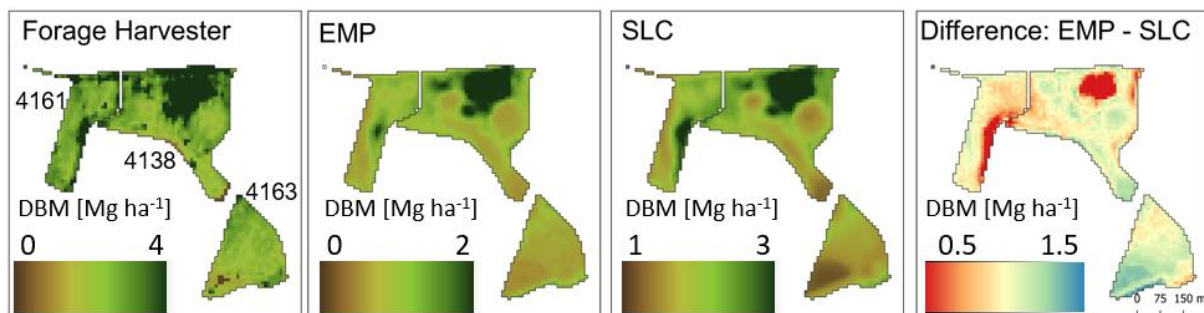 Forage Harvester
4161
4138
4163
DBM [Mg ha⁻¹]
0 4
EMP
DBM [Mg ha⁻¹]
0 2
SLC
DBM [Mg ha⁻¹]
1 3
Difference: EMP - SLC
DBM [Mg ha⁻¹]
0.5 1.5
0 75 150 m